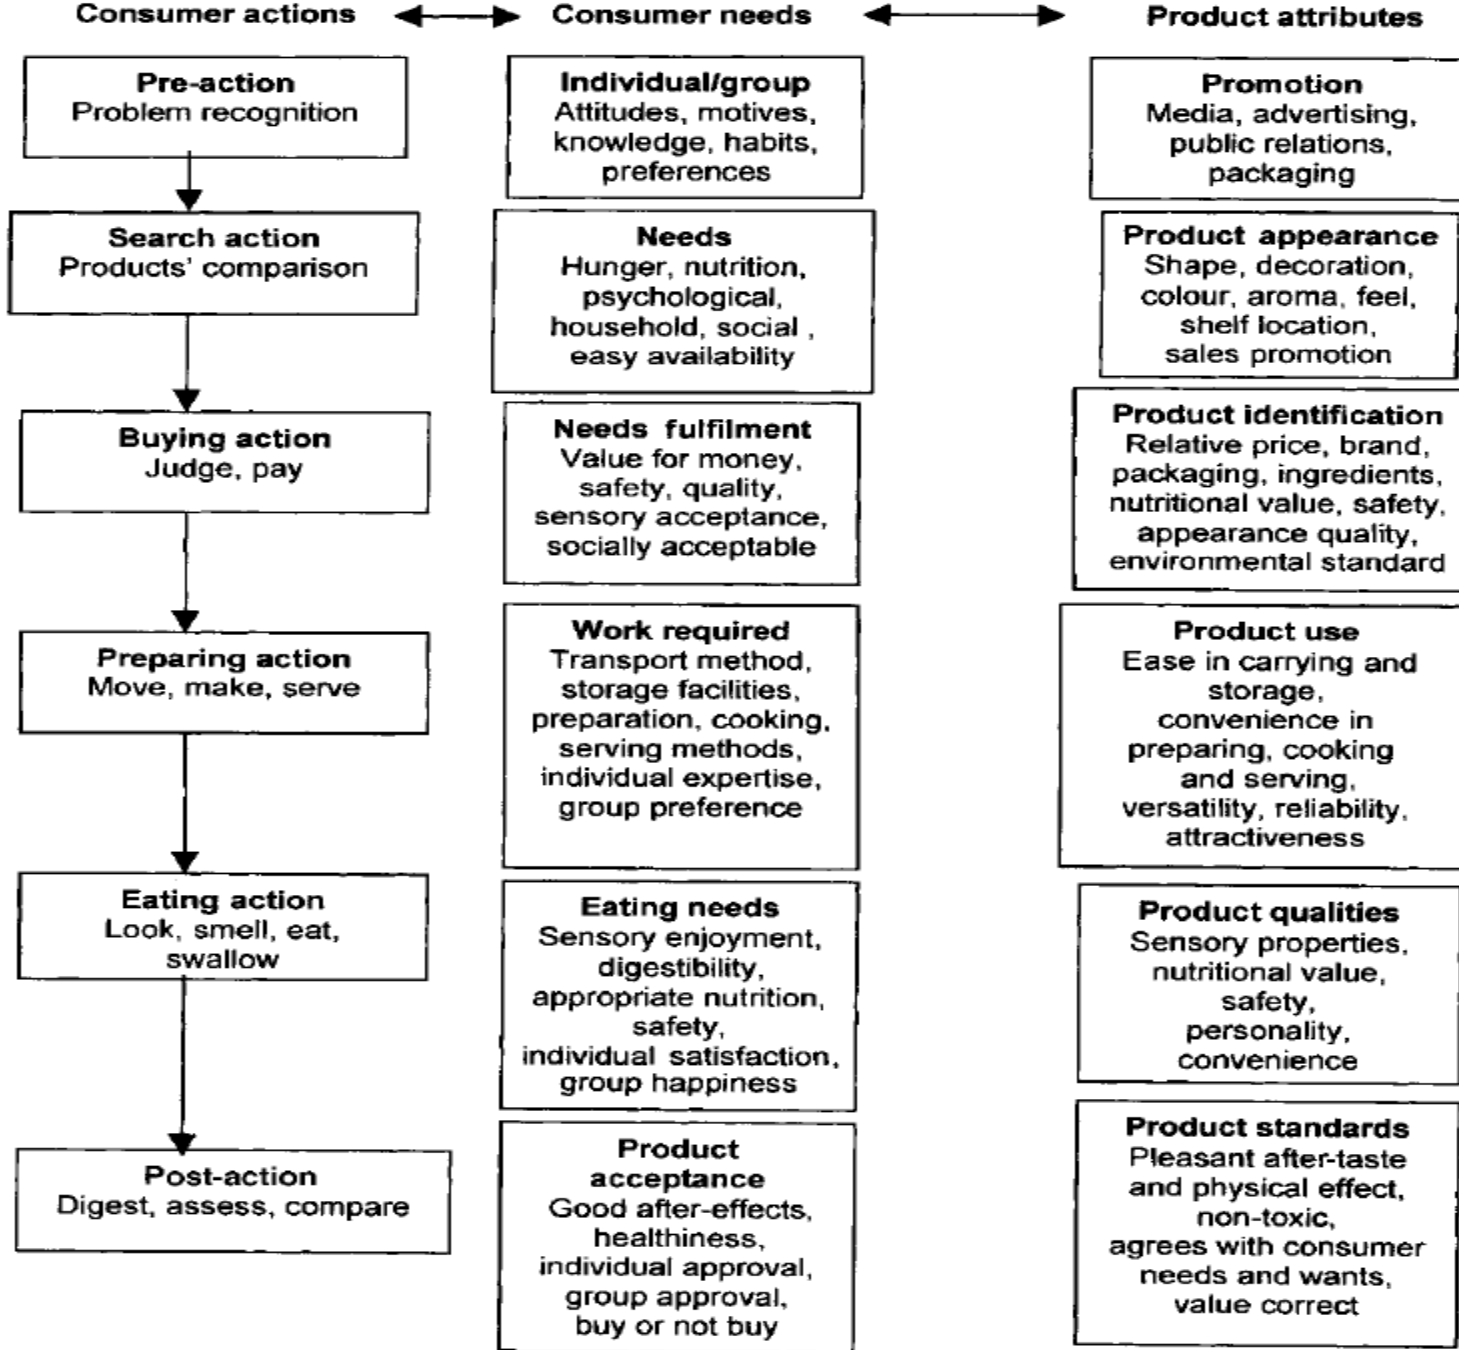 Consumer actions
Consumer needs
Product attributes
Pre-action
Problem recognition
Individual/group
Attitudes, motives,
knowledge, habits,
preferences
Promotion
Media, advertising,
public relations,
packaging
Search action
Products' comparison
Needs
Hunger, nutrition,
psychological,
household, social ,
easy availability
Product appearance
Shape, decoration,
colour, aroma, feel,
shelf location,
sales promotion
Buying action
Judge, pay
Needs fulfilment
Value for money,
safety, quality,
sensory acceptance,
socially acceptable
Product identification
Relative price, brand,
packaging, ingredients,
nutritional value, safety,
appearance quality,
environmental standard
Preparing action
Move, make, serve
Work required
Transport method,
storage facilities,
preparation, cooking,
serving methods,
individual expertise,
group preference
Product use
Ease in carrying and
storage,
convenience in
preparing, cooking
and serving,
versatility, reliability,
attractiveness
Eating action
Look, smell, eat,
swallow
Eating needs
Sensory enjoyment,
digestibility,
appropriate nutrition,
safety,
individual satisfaction,
group happiness
Product qualities
Sensory properties,
nutritional value,
safety,
personality,
convenience
Post-action
Digest, assess, compare
Product
acceptance
Good after-effects,
healthiness,
individual approval,
group approval,
buy or not buy
Product standards
Pleasant after-taste
and physical effect,
non-toxic,
agrees with consumer
needs and wants,
value correct